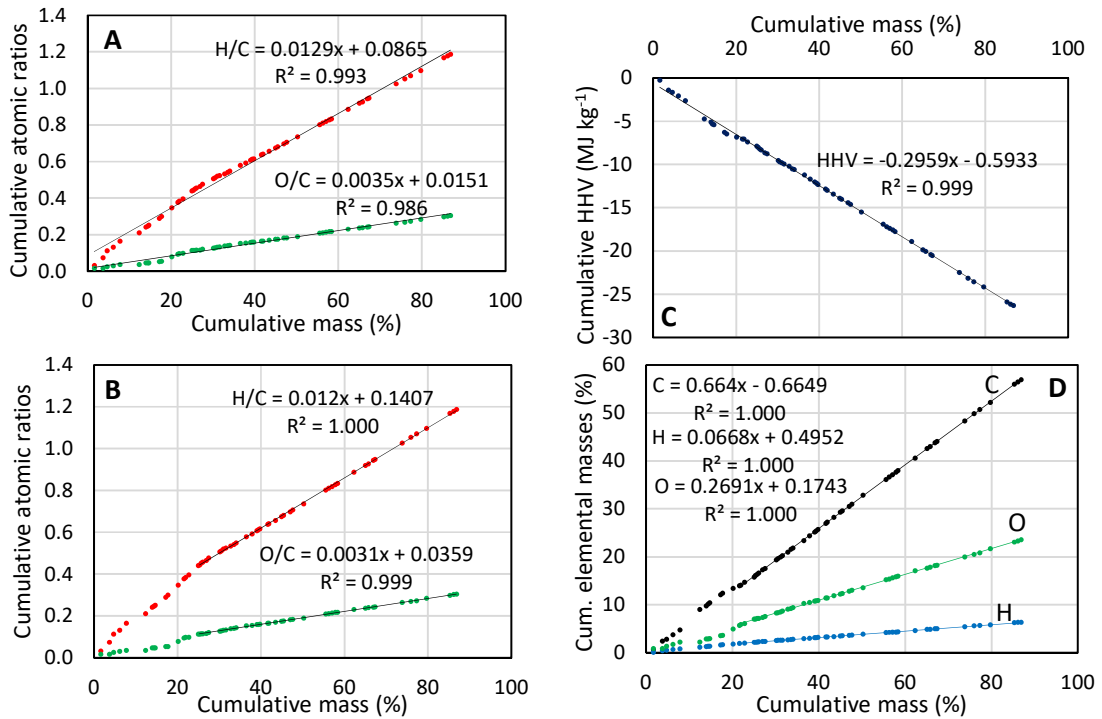 A
H/C = 0.0129x + 0.0865
R² = 0.993
O/C = 0.0035x + 0.0151
R² = 0.986
1.4
1.2
1.0
0.8
0.6
0.4
0.2
0.0
0 20 40 60 80 100
Cumulative atomic ratios
Cumulative mass (%)
Cumulative mass (%)
0 20 40 60 80 100
0
-5
-10
-15
-20
-25
-30
Cumulative HHV (MJ kg⁻¹)
HHV = -0.2959x - 0.5933
R² = 0.999
C
B
H/C = 0.012x + 0.1407
R² = 1.000
O/C = 0.0031x + 0.0359
R² = 0.999
1.4
1.2
1.0
0.8
0.6
0.4
0.2
0.0
0 20 40 60 80 100
Cumulative atomic ratios
Cumulative mass (%)
D
C = 0.664x - 0.6649
R² = 1.000
H = 0.0668x + 0.4952
R² = 1.000
O = 0.2691x + 0.1743
R² = 1.000
C
O
H
60
50
40
30
20
10
0
0 20 40 60 80 100
Cum. elemental masses (%)
Cumulative mass (%)